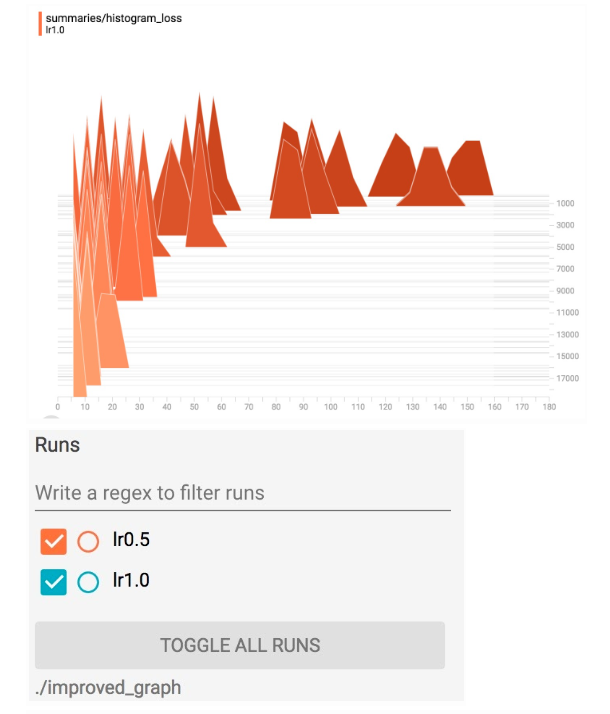 summaries/histogram_loss
lr1.0
1000
3000
5000
7000
9000
11000
13000
15000
17000
0 10 20 30 40 50 60 70 80 90 100 110 120 130 140 150 160 170 180
Runs
Write a regex to filter runs
lr0.5
lr1.0
TOGGLE ALL RUNS
./improved_graph